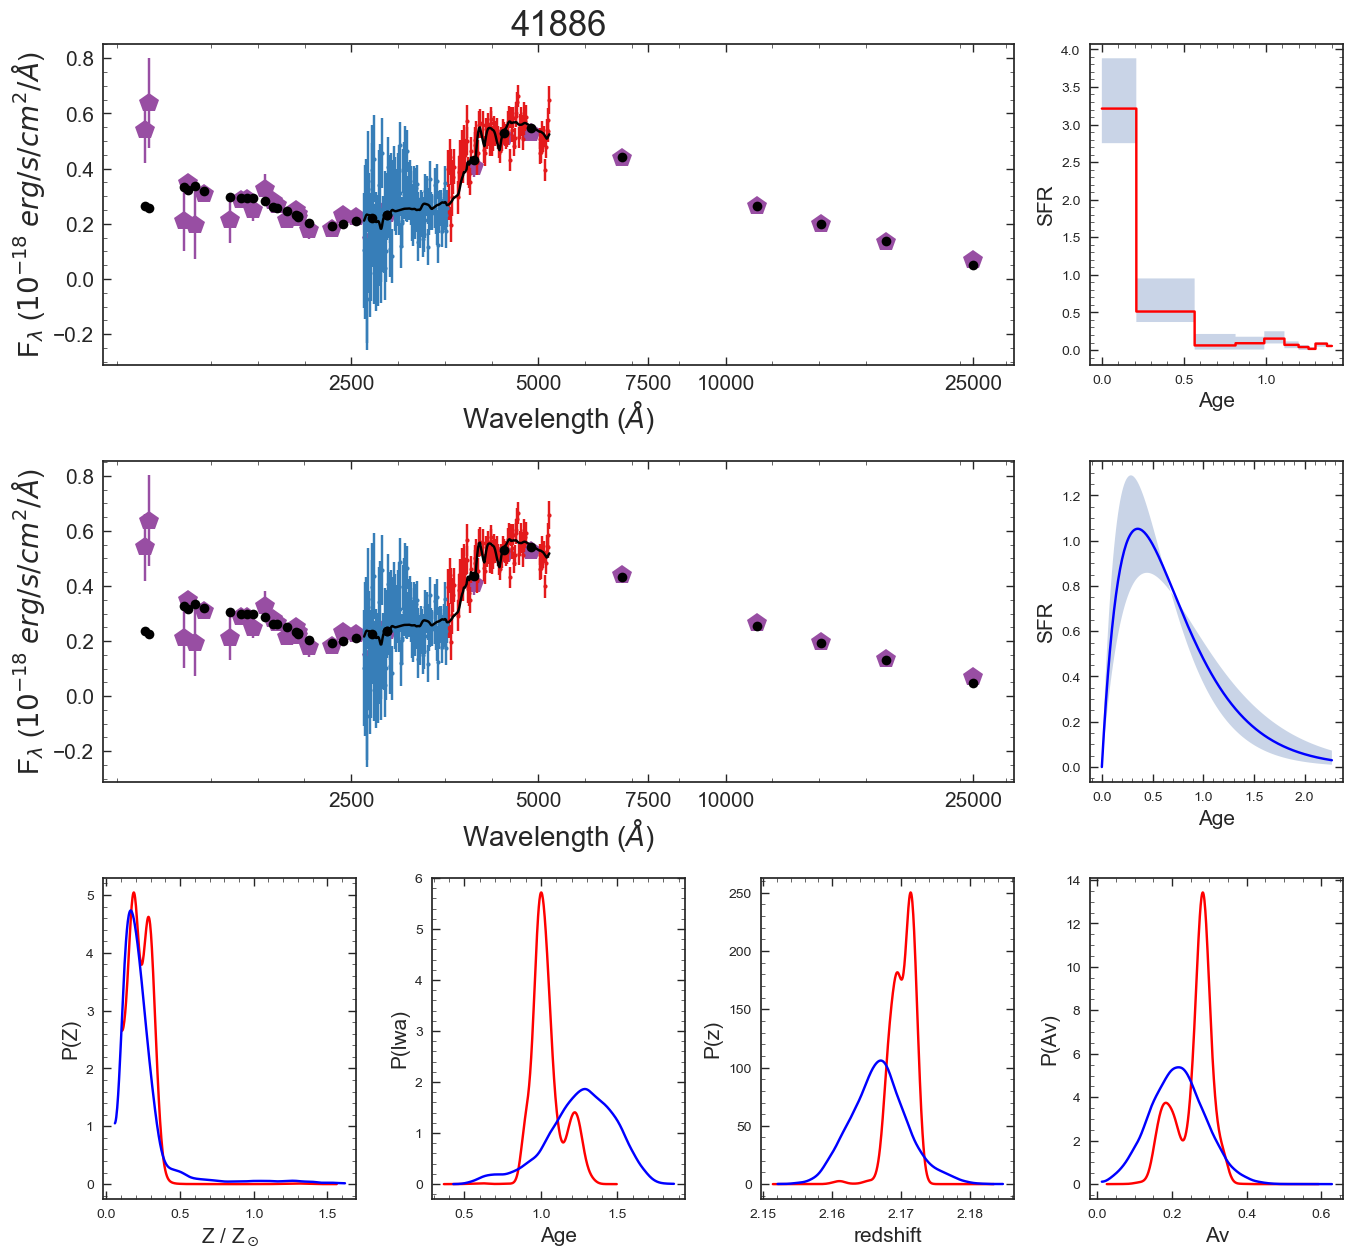 41886
F_λ (10^{-18} erg/s/cm^2/Å)
0.8
0.6
0.4
0.2
0.0
−0.2
2500 5000 7500 10000 25000
Wavelength (Å)
SFR
4.0
3.5
3.0
2.5
2.0
1.5
1.0
0.5
0.0
0.0 0.5 1.0
Age
F_λ (10^{-18} erg/s/cm^2/Å)
0.8
0.6
0.4
0.2
0.0
−0.2
2500 5000 7500 10000 25000
Wavelength (Å)
SFR
1.2
1.0
0.8
0.6
0.4
0.2
0.0
0.0 0.5 1.0 1.5 2.0
Age
P(Z)
5
4
3
2
1
0
0.0 0.5 1.0 1.5
Z / Z_⊙
P(lwa)
6
5
4
3
2
1
0
0.5 1.0 1.5
Age
P(z)
250
200
150
100
50
0
2.15 2.16 2.17 2.18
redshift
P(Av)
14
12
10
8
6
4
2
0
0.0 0.2 0.4 0.6
Av